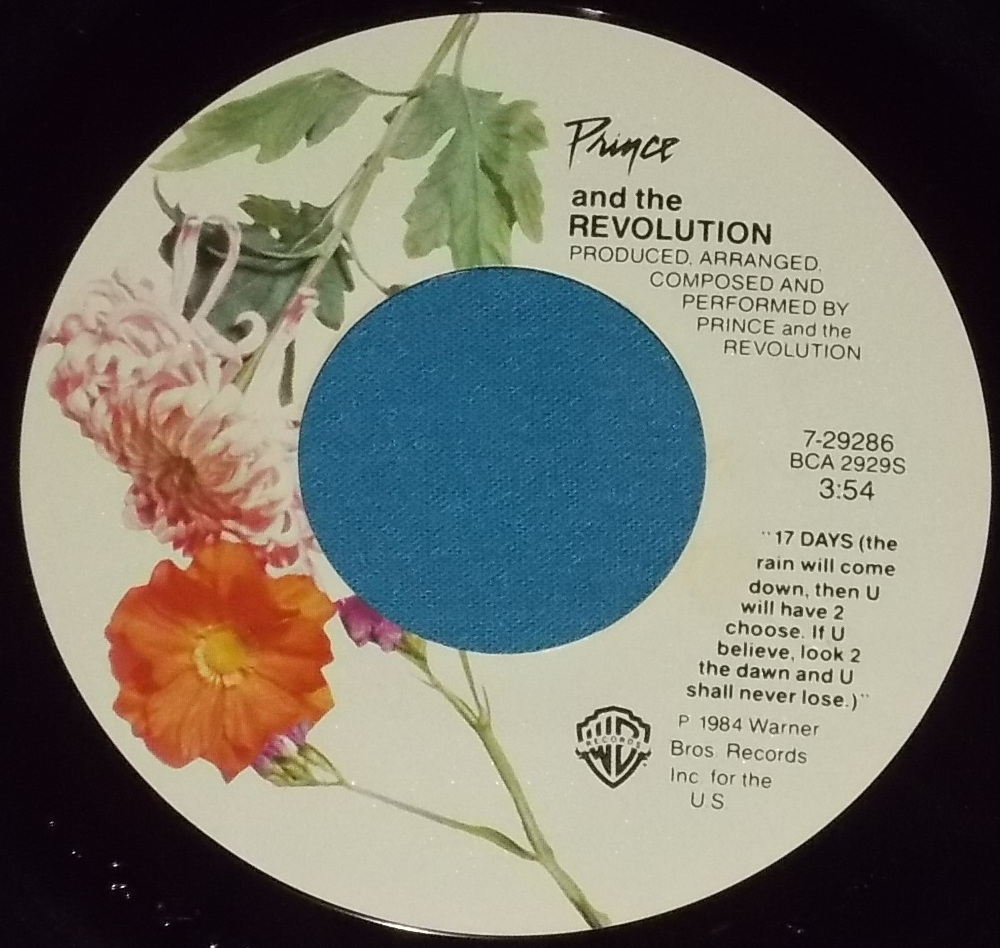 Prince
and the
REVOLUTION
PRODUCED, ARRANGED,
COMPOSED AND
PERFORMED BY
PRINCE and the
REVOLUTION
7-29286
BCA 2929S
3:54
"17 DAYS (the
rain will come
down, then U
will have 2
choose. If U
believe, look 2
the dawn and U
shall never lose.)"
RECORDS
P 1984 Warner
Bros. Records
Inc for the
U S